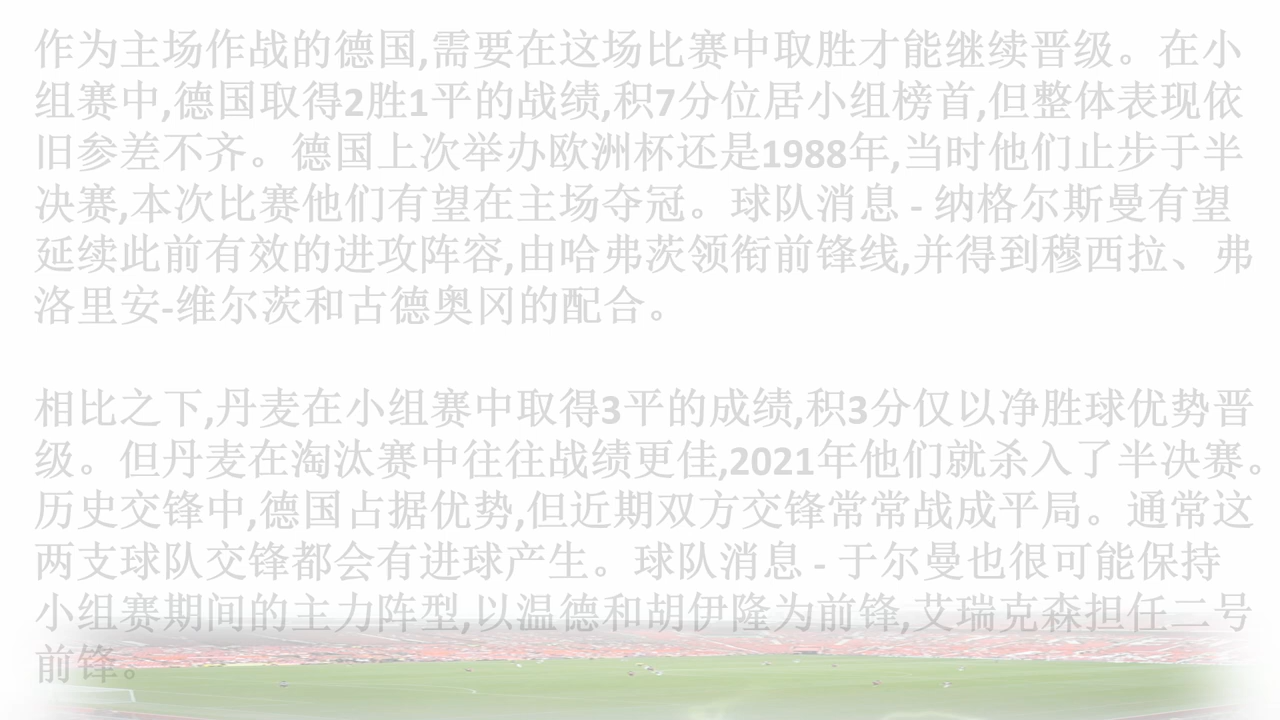 作为主场作战的德国,需要在这场比赛中取胜才能继续晋级。在小
组赛中,德国取得2胜1平的战绩,积7分位居小组榜首,但整体表现依
旧参差不齐。德国上次举办欧洲杯还是1988年,当时他们止步于半
决赛,本次比赛他们有望在主场夺冠。球队消息 - 纳格尔斯曼有望
延续此前有效的进攻阵容,由哈弗茨领衔前锋线,并得到穆西拉、弗
洛里安-维尔茨和古德奥冈的配合。
相比之下,丹麦在小组赛中取得3平的成绩,积3分仅以净胜球优势晋
级。但丹麦在淘汰赛中往往战绩更佳,2021年他们就杀入了半决赛。
历史交锋中,德国占据优势,但近期双方交锋常常战成平局。通常这
两支球队交锋都会有进球产生。球队消息 - 于尔曼也很可能保持
小组赛期间的主力阵型,以温德和胡伊隆为前锋,艾瑞克森担任二号
前锋。